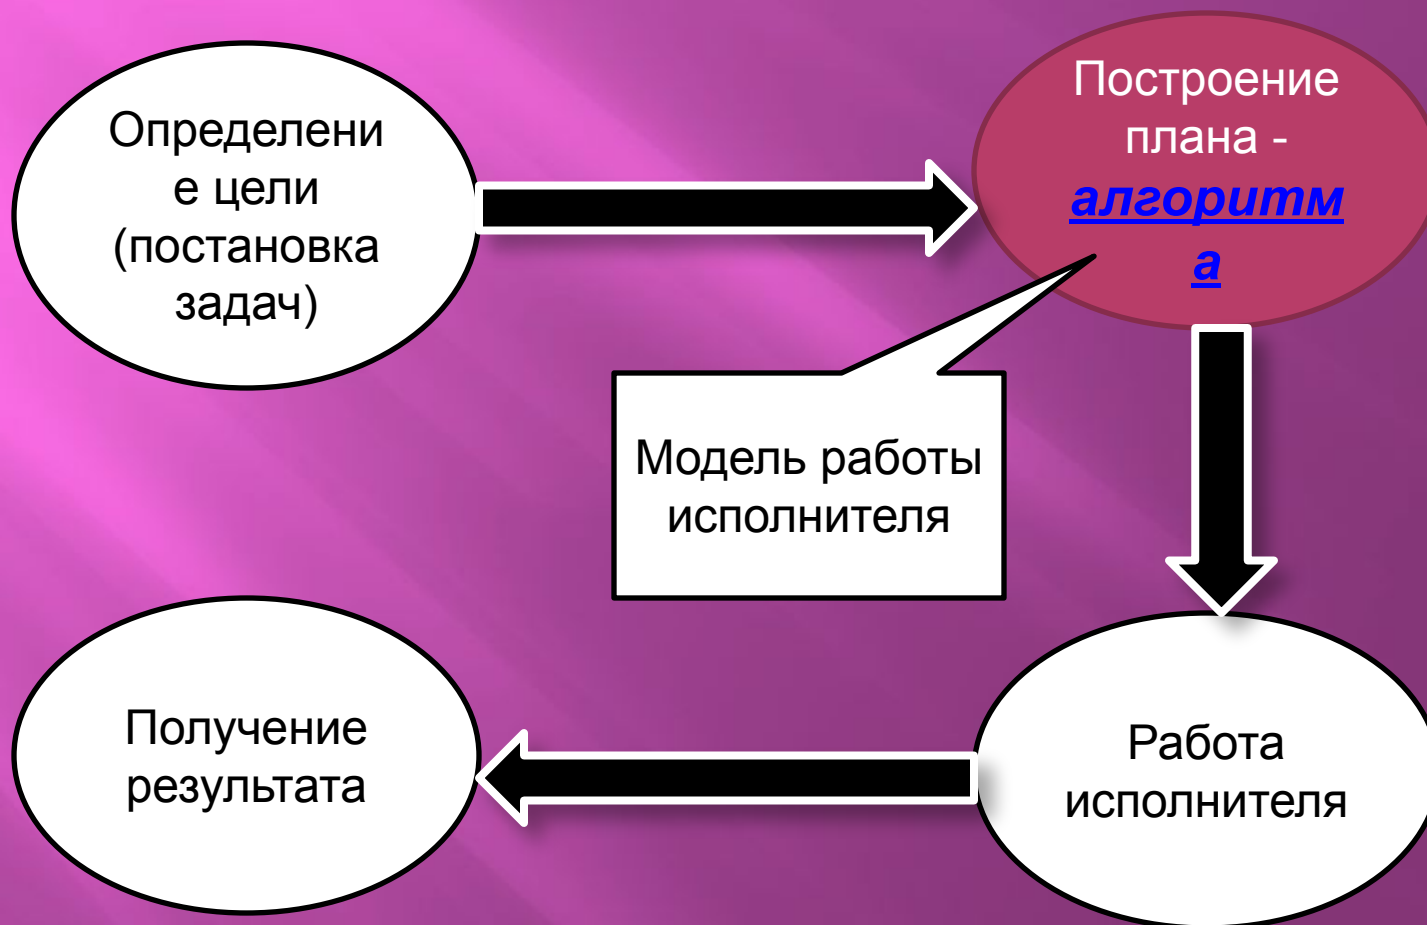 Определени
е цели
(постановка
задач)
Построение
плана -
алгоритм
а
Модель работы
исполнителя
Получение
результата
Работа
исполнителя